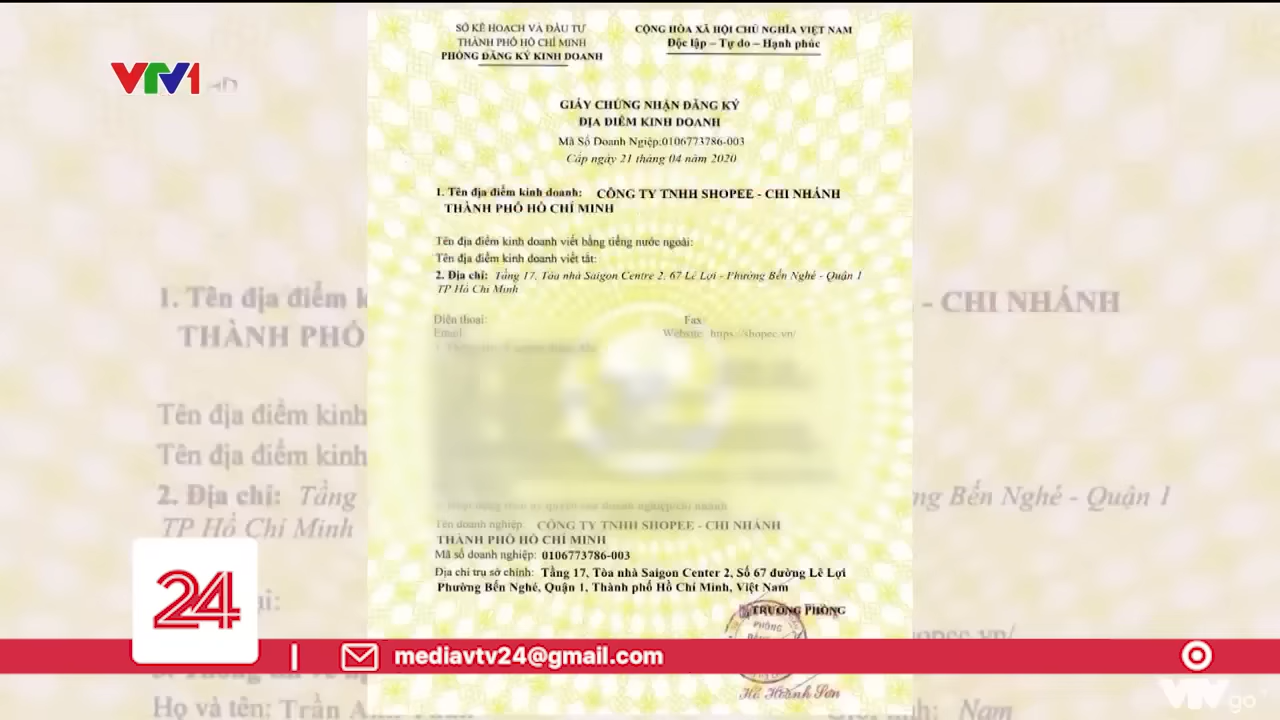 VTV1
HD
SỞ KẾ HOẠCH VÀ ĐẦU TƯ
THÀNH PHỐ HỒ CHÍ MINH
PHÒNG ĐĂNG KÝ KINH DOANH
CỘNG HÒA XÃ HỘI CHỦ NGHĨA VIỆT NAM
Độc lập – Tự do – Hạnh phúc
GIẤY CHỨNG NHẬN ĐĂNG KÝ
ĐỊA ĐIỂM KINH DOANH
Mã Số Doanh Ngiệp:0106773786-003
Cấp ngày 21 tháng 04 năm 2020
1. Tên địa điểm kinh doanh: CÔNG TY TNHH SHOPEE - CHI NHÁNH
THÀNH PHỐ HỒ CHÍ MINH
Tên địa điểm kinh doanh viết bằng tiếng nước ngoài:
Tên địa điểm kinh doanh viết tắt:
2. Địa chỉ: Tầng 17, Tòa nhà Saigon Centre 2, 67 Lê Lợi - Phường Bến Nghé - Quận 1
TP Hồ Chí Minh
Điện thoại: Fax:
Email: Website: https://shopee.vn/
Tên doanh nghiệp: CÔNG TY TNHH SHOPEE - CHI NHÁNH
THÀNH PHỐ HỒ CHÍ MINH
Mã số doanh nghiệp: 0106773786-003
Địa chỉ trụ sở chính: Tầng 17, Tòa nhà Saigon Center 2, Số 67 đường Lê Lợi
Phường Bến Nghé, Quận 1, Thành phố Hồ Chí Minh, Việt Nam
TRƯỞNG PHÒNG
PHÒNG
1. Tên địa điểm k
- CHI NHÁNH
THÀNH PHỐ
Tên địa điểm kinh
Tên địa điểm kinh
2. Địa chỉ: Tầng
ng Bến Nghé - Quận 1
TP Hồ Chí Minh
24
mediavtv24@gmail.com
Họ và tên: Trần
Nam
VTVgo